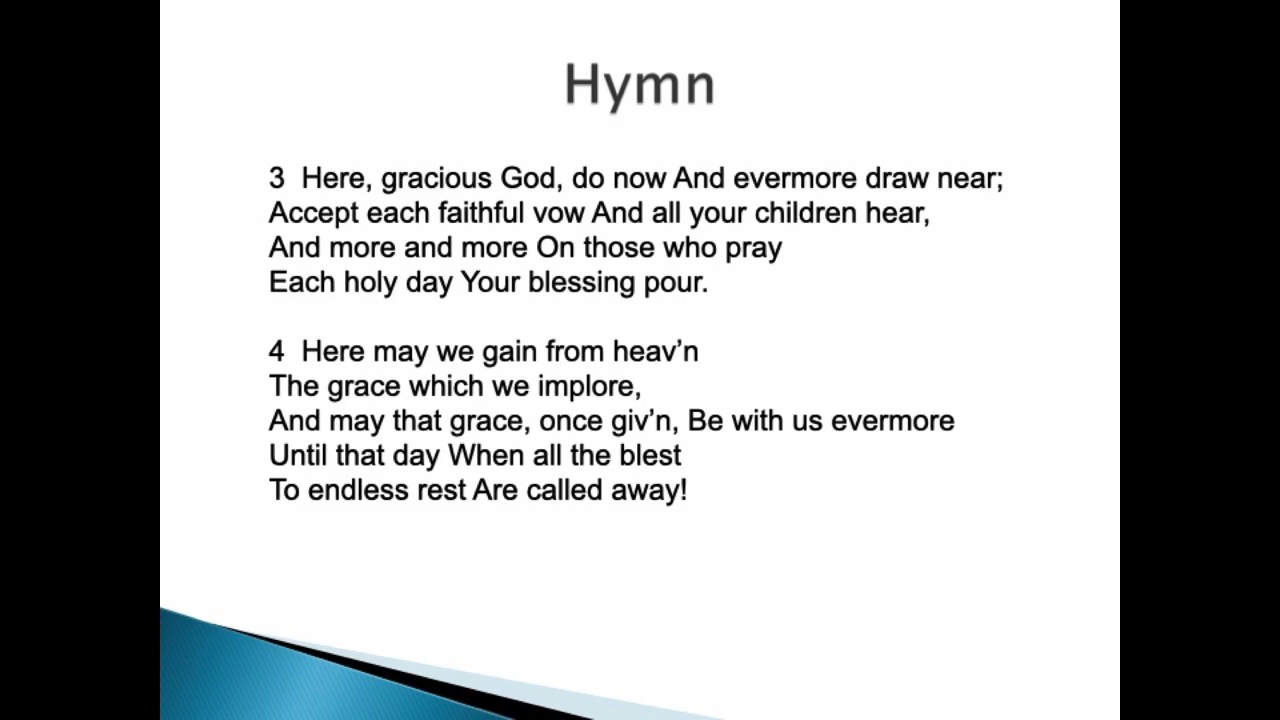 Hymn
3 Here, gracious God, do now And evermore draw near;
Accept each faithful vow And all your children hear,
And more and more On those who pray
Each holy day Your blessing pour.
4 Here may we gain from heav’n
The grace which we implore,
And may that grace, once giv’n, Be with us evermore
Until that day When all the blest
To endless rest Are called away!